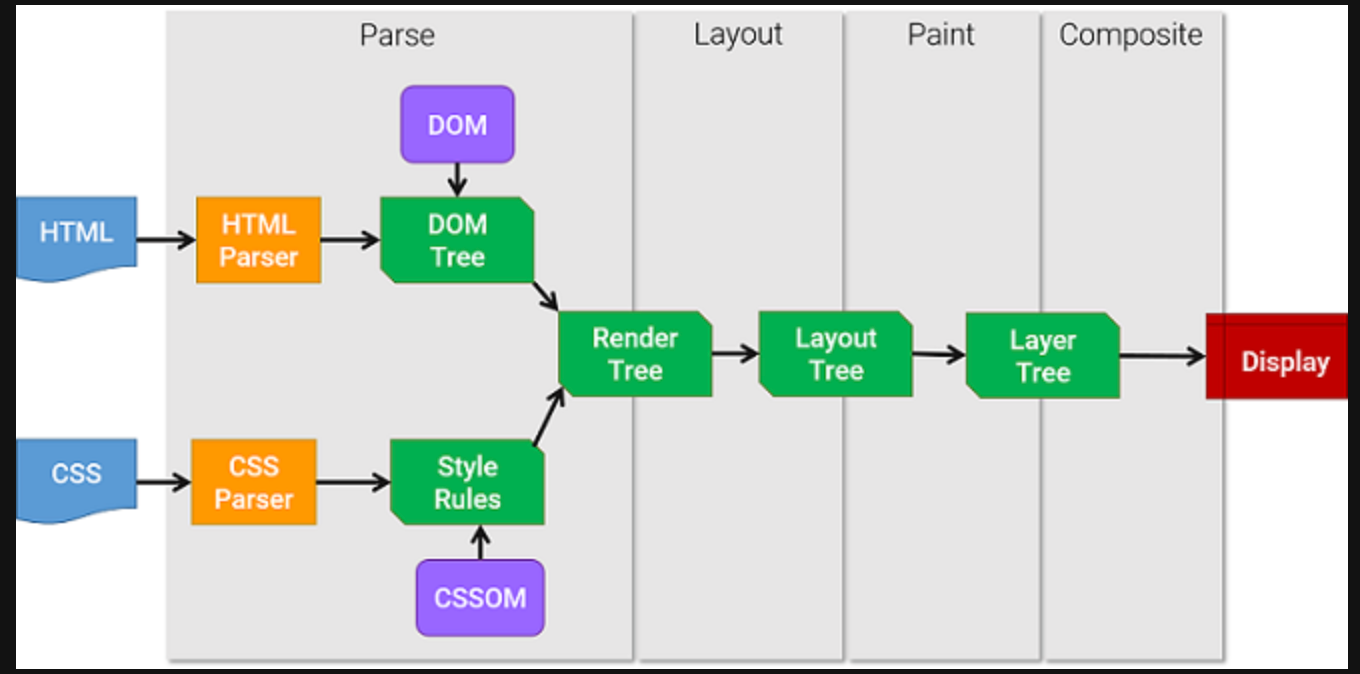 Parse
Layout
Paint
Composite
DOM
HTML
HTML
Parser
DOM
Tree
Render
Tree
Layout
Tree
Layer
Tree
Display
CSS
CSS
Parser
Style
Rules
CSSOM